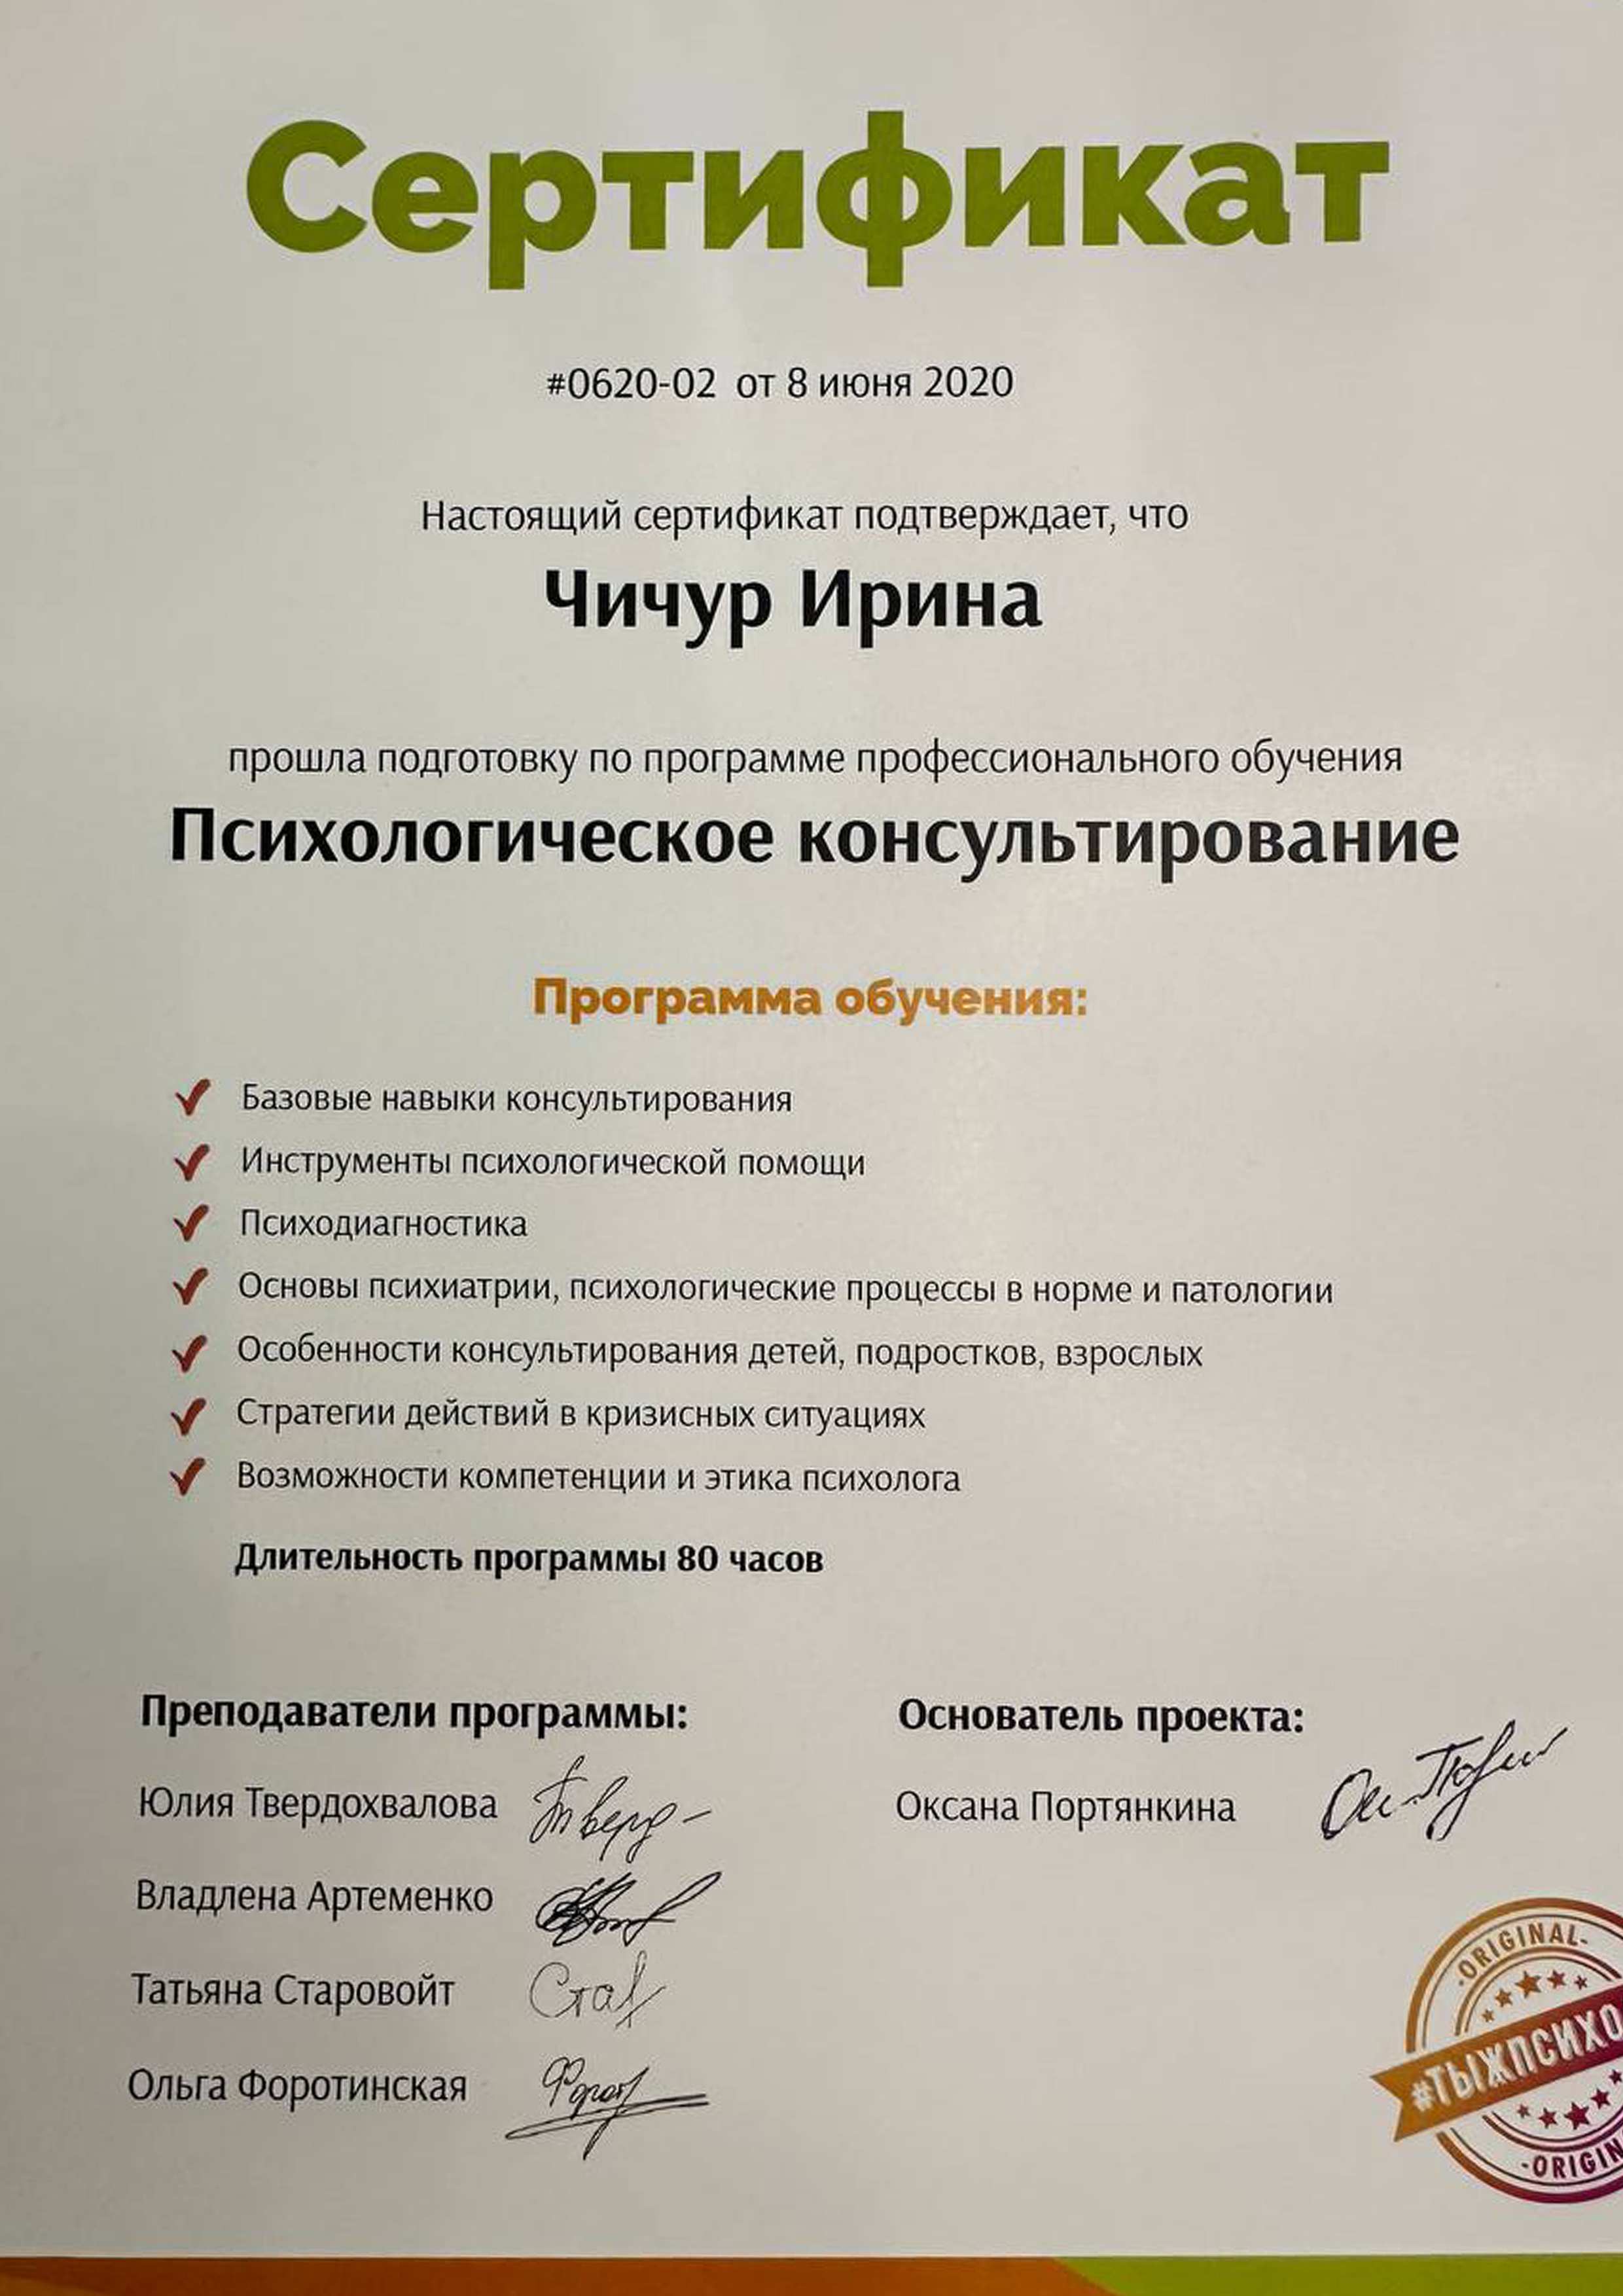 Сертификат
#0620-02 от 8 июня 2020
Настоящий сертификат подтверждает, что
Чичур Ирина
прошла подготовку по программе профессионального обучения
Психологическое консультирование
Программа обучения:
Базовые навыки консультирования
Инструменты психологической помощи
Психодиагностика
Основы психиатрии, психологические процессы в норме и патологии
Особенности консультирования детей, подростков, взрослых
Стратегии действий в кризисных ситуациях
Возможности компетенции и этика психолога
Длительность программы 80 часов
Преподаватели программы:
Юлия Твердохвалова
Владлена Артеменко
Татьяна Старовойт
Ольга Форотинская
Основатель проекта:
Оксана Портянкина
-ORIGINAL-
#ТЫЖПСИХО
-ORIGIN